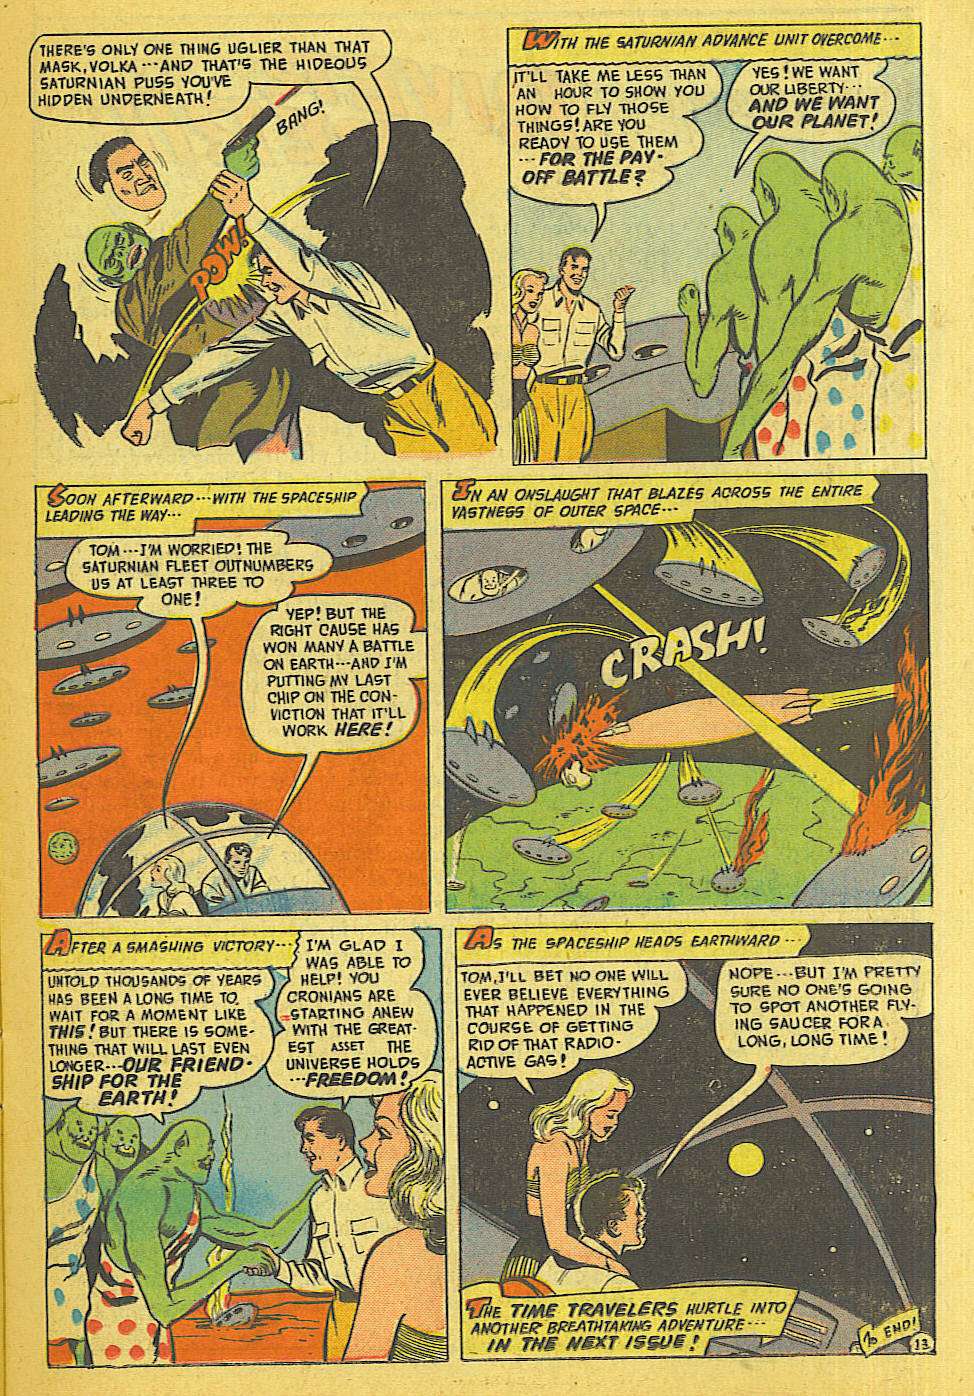 THERE'S ONLY ONE THING UGLIER THAN THAT
MASK, VOLKA --- AND THAT'S THE HIDEOUS
SATURNIAN PUSS YOU'VE
HIDDEN UNDERNEATH!
BANG!
POW!
WITH THE SATURNIAN ADVANCE UNIT OVERCOME---
IT'LL TAKE ME LESS THAN
AN HOUR TO SHOW YOU
HOW TO FLY THOSE
THINGS! ARE YOU
READY TO USE THEM
---FOR THE PAY-
OFF BATTLE?
YES! WE WANT
OUR LIBERTY---
AND WE WANT
OUR PLANET!
SOON AFTERWARD---WITH THE SPACESHIP
LEADING THE WAY---
TOM---I'M WORRIED! THE
SATURNIAN FLEET OUTNUMBERS
US AT LEAST THREE TO
ONE!
YEP! BUT THE
RIGHT CAUSE HAS
WON MANY A BATTLE
ON EARTH---AND I'M
PUTTING MY LAST
CHIP ON THE CON-
VICTION THAT IT'LL
WORK HERE!
IN AN ONSLAUGHT THAT BLAZES ACROSS THE ENTIRE
VASTNESS OF OUTER SPACE---
CRASH!
AFTER A SMASHING VICTORY---
UNTOLD THOUSANDS OF YEARS
HAS BEEN A LONG TIME TO
WAIT FOR A MOMENT LIKE
THIS! BUT THERE IS SOME-
THING THAT WILL LAST EVEN
LONGER---OUR FRIEND-
SHIP FOR THE
EARTH!
I'M GLAD I
WAS ABLE TO
HELP! YOU
CRONIANS ARE
STARTING ANEW
WITH THE GREAT-
EST ASSET THE
UNIVERSE HOLDS
---FREEDOM!
AS THE SPACESHIP HEADS EARTHWARD---
TOM, I'LL BET NO ONE WILL
EVER BELIEVE EVERYTHING
THAT HAPPENED IN THE
COURSE OF GETTING
RID OF THAT RADIO-
ACTIVE GAS!
NOPE---BUT I'M PRETTY
SURE NO ONE'S GOING
TO SPOT ANOTHER FLY-
ING SAUCER FOR A
LONG, LONG TIME!
THE TIME TRAVELERS HURTLE INTO
ANOTHER BREATHTAKING ADVENTURE---
IN THE NEXT ISSUE!
TO END!
13